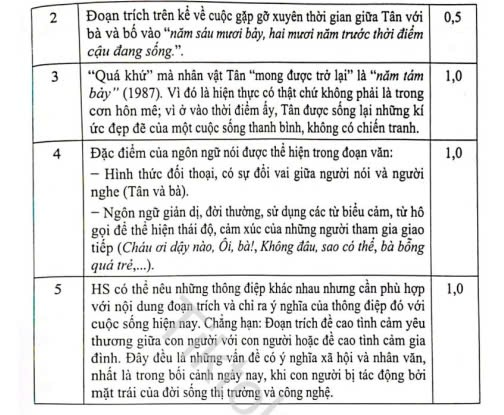 2 Đoạn trích trên kể về cuộc gặp gỡ xuyên thời gian giữa Tân với 0,5
bà và bố vào “năm sáu mươi bảy, hai mươi năm trước thời điểm
cậu đang sống.”.
3 “Quá khứ” mà nhân vật Tân “mong được trở lại” là “năm tám 1,0
bảy” (1987). Vì đó là hiện thực có thật chứ không phải là trong
cơn hôn mê; vì ở vào thời điểm ấy, Tân được sống lại những kí
ức đẹp đẽ của một cuộc sống thanh bình, không có chiến tranh.
4 Đặc điểm của ngôn ngữ nói được thể hiện trong đoạn văn: 1,0
– Hình thức đối thoại, có sự đổi vai giữa người nói và người
nghe (Tân và bà).
– Ngôn ngữ giản dị, đời thường, sử dụng các từ biểu cảm, từ hô
gọi để thể hiện thái độ, cảm xúc của những người tham gia giao
tiếp (Cháu ơi dậy nào, Ôi, bà!, Không đâu, sao có thể, bà bỗng
quá trẻ,...).
5 HS có thể nêu những thông điệp khác nhau nhưng cần phù hợp 1,0
với nội dung đoạn trích và chỉ ra ý nghĩa của thông điệp đó với
cuộc sống hiện nay. Chẳng hạn: Đoạn trích đề cao tình cảm yêu
thương giữa con người với con người hoặc đề cao tình cảm gia
đình. Đây đều là những vấn đề có ý nghĩa xã hội và nhân văn,
nhất là trong bối cảnh ngày nay, khi con người bị tác động bởi
mặt trái của đời sống thị trường và công nghệ.